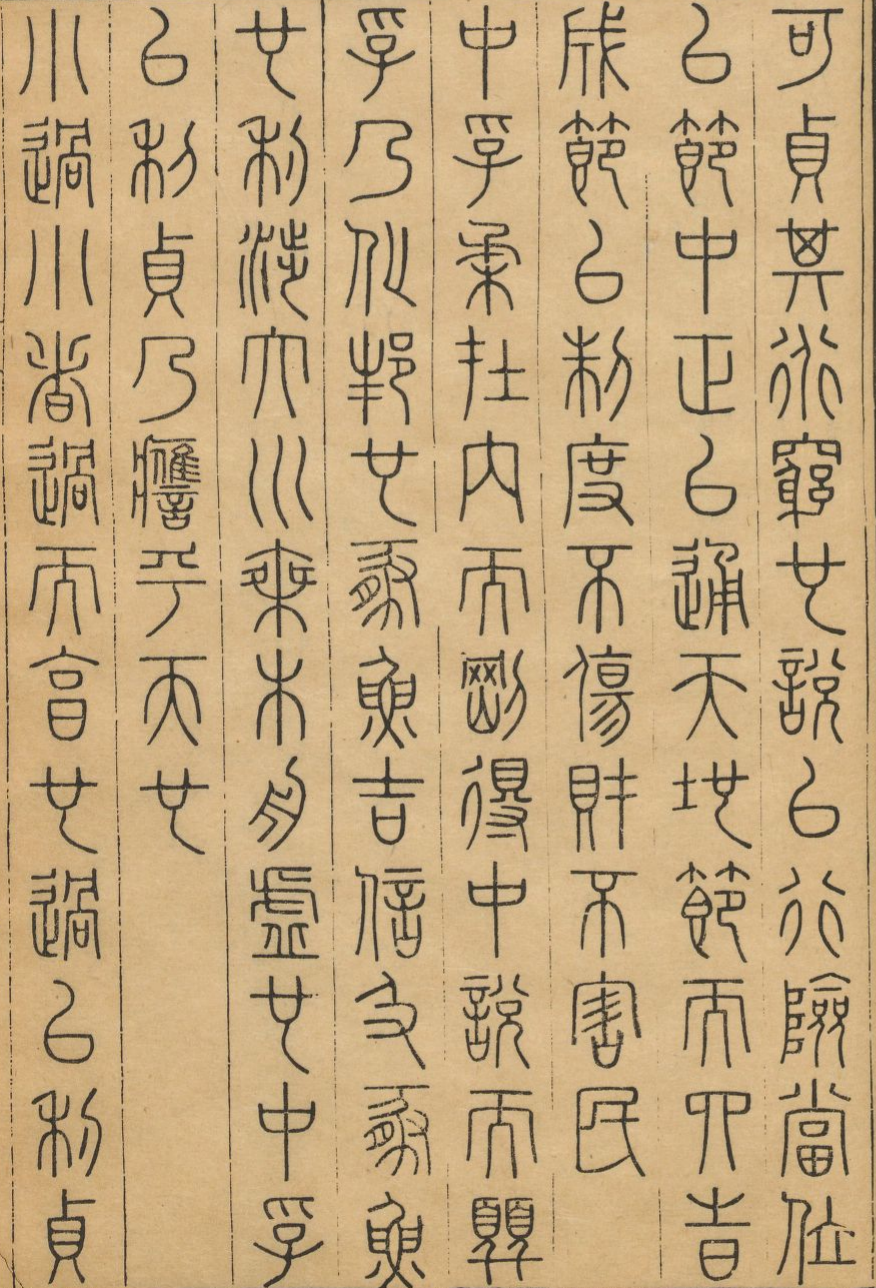 可貞其道窮也說以行險當位
以節中正以通天地節而四時
成節以制度不傷財不害民
中孚柔在內而剛得中說而巽
孚乃化邦也豚魚吉信及豚魚
也利涉大川乘木舟虛也中孚
以利貞乃應乎天也
小過小者過而亨也過以利貞